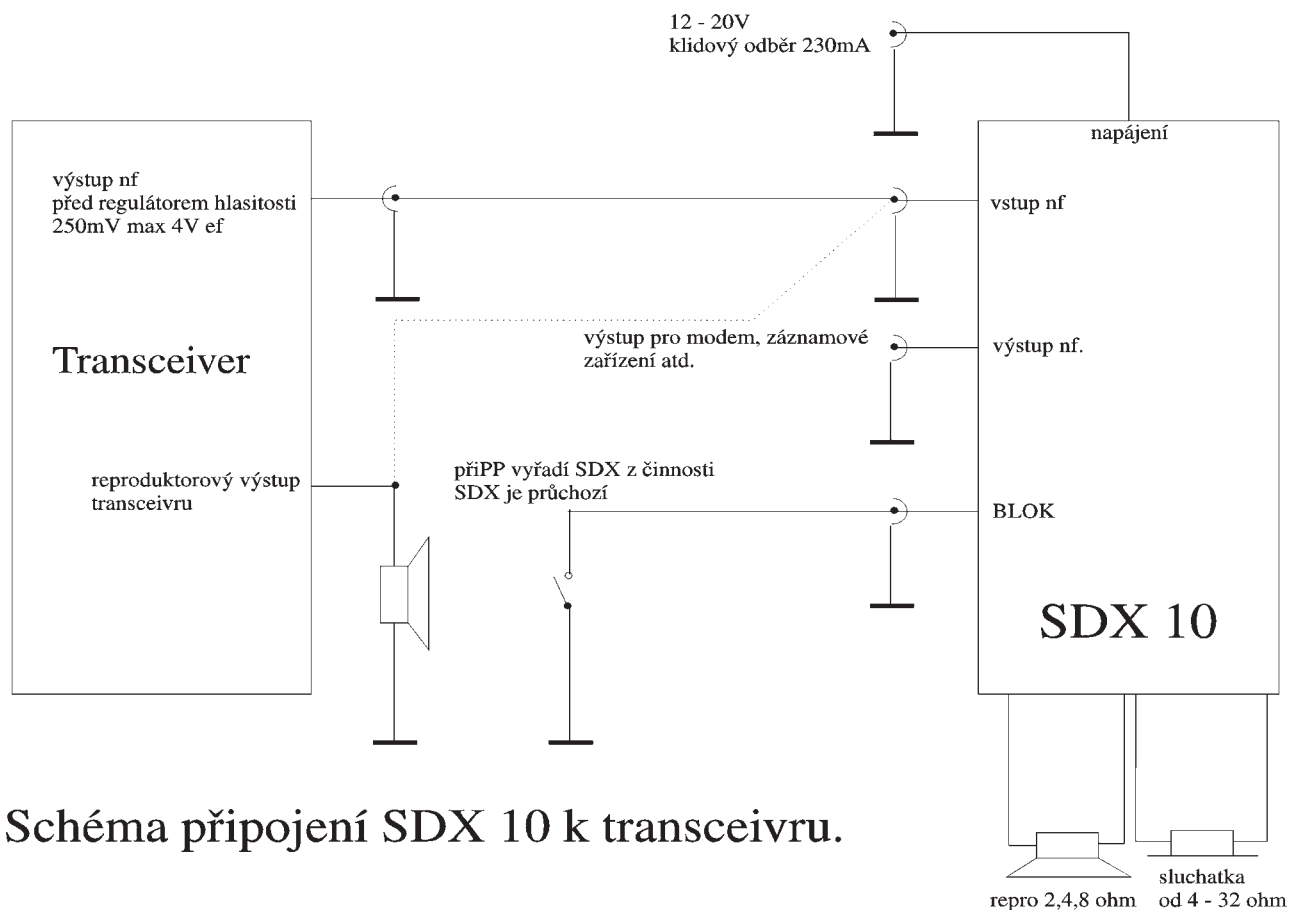 12 - 20V
klidový odběr 230mA
napájení
výstup nf
před regulátorem hlasitosti
250mV max 4V ef
vstup nf
Transceiver
výstup pro modem, záznamové
zařízení atd.
výstup nf.
reproduktorový výstup
transceivru
přiPP vyřadí SDX z činnosti
SDX je průchozí
BLOK
SDX 10
Schéma připojení SDX 10 k transceivru.
repro 2,4,8 ohm
sluchatka
od 4 - 32 ohm